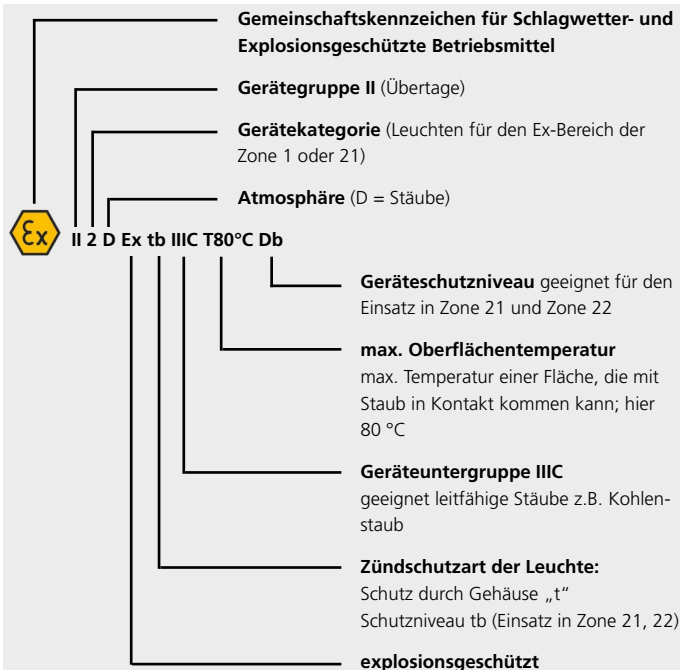 Gemeinschaftskennzeichen für Schlagwetter- und
Explosionsgeschützte Betriebsmittel
Gerätegruppe II (Übertage)
Gerätekategorie (Leuchten für den Ex-Bereich der
Zone 1 oder 21)
Atmosphäre (D = Stäube)
Ex II 2 D Ex tb IIIC T80°C Db
Geräteschutzniveau geeignet für den
Einsatz in Zone 21 und Zone 22
max. Oberflächentemperatur
max. Temperatur einer Fläche, die mit
Staub in Kontakt kommen kann; hier
80 °C
Geräteuntergruppe IIIC
geeignet leitfähige Stäube z.B. Kohlen-
staub
Zündschutzart der Leuchte:
Schutz durch Gehäuse „t“
Schutzniveau tb (Einsatz in Zone 21, 22)
explosionsgeschützt